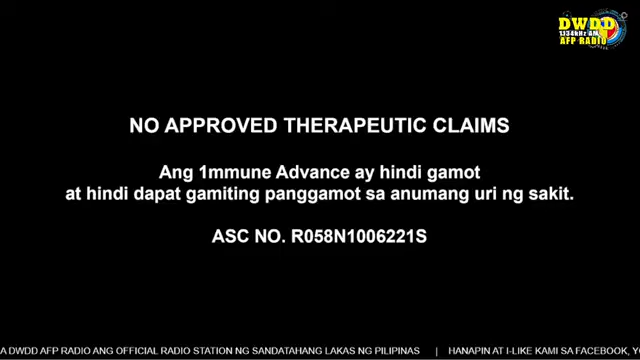 DWDD
1134kHz AM
AFP RADIO
NO APPROVED THERAPEUTIC CLAIMS
Ang 1mmune Advance ay hindi gamot
at hindi dapat gamiting panggamot sa anumang uri ng sakit.
ASC NO. R058N1006221S
A DWDD AFP RADIO ANG OFFICIAL RADIO STATION NG SANDATAHANG LAKAS NG PILIPINAS | HANAPIN AT I-LIKE KAMI SA FACEBOOK, YO